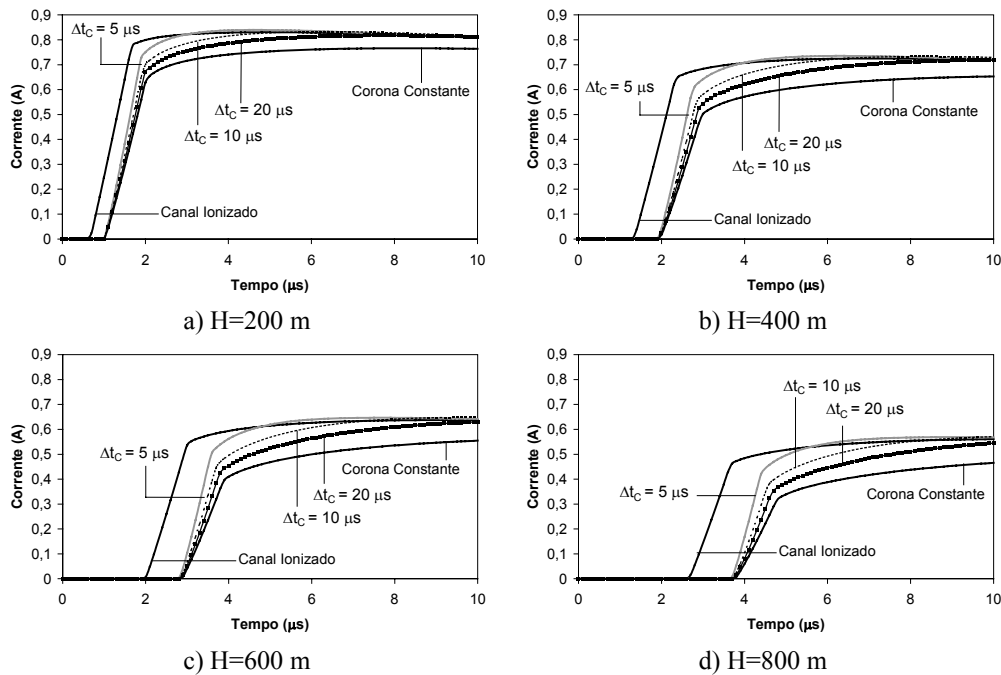 0,9
0,8
0,7
0,6
0,5
0,4
0,3
0,2
0,1
0
Corrente (A)
Δt_C = 5 μs
Corona Constante
Δt_C = 20 μs
Δt_C = 10 μs
Canal Ionizado
0 2 4 6 8 10
Tempo (μs)
a) H=200 m
0,9
0,8
0,7
0,6
0,5
0,4
0,3
0,2
0,1
0
Corrente (A)
Δt_C = 5 μs
Corona Constante
Δt_C = 20 μs
Δt_C = 10 μs
Canal Ionizado
0 2 4 6 8 10
Tempo (μs)
b) H=400 m
0,9
0,8
0,7
0,6
0,5
0,4
0,3
0,2
0,1
0
Corrente (A)
Δt_C = 5 μs
Corona Constante
Δt_C = 20 μs
Δt_C = 10 μs
Canal Ionizado
0 2 4 6 8 10
Tempo (μs)
c) H=600 m
0,9
0,8
0,7
0,6
0,5
0,4
0,3
0,2
0,1
0
Corrente (A)
Δt_C = 10 μs
Δt_C = 20 μs
Δt_C = 5 μs
Corona Constante
Canal Ionizado
0 2 4 6 8 10
Tempo (μs)
d) H=800 m